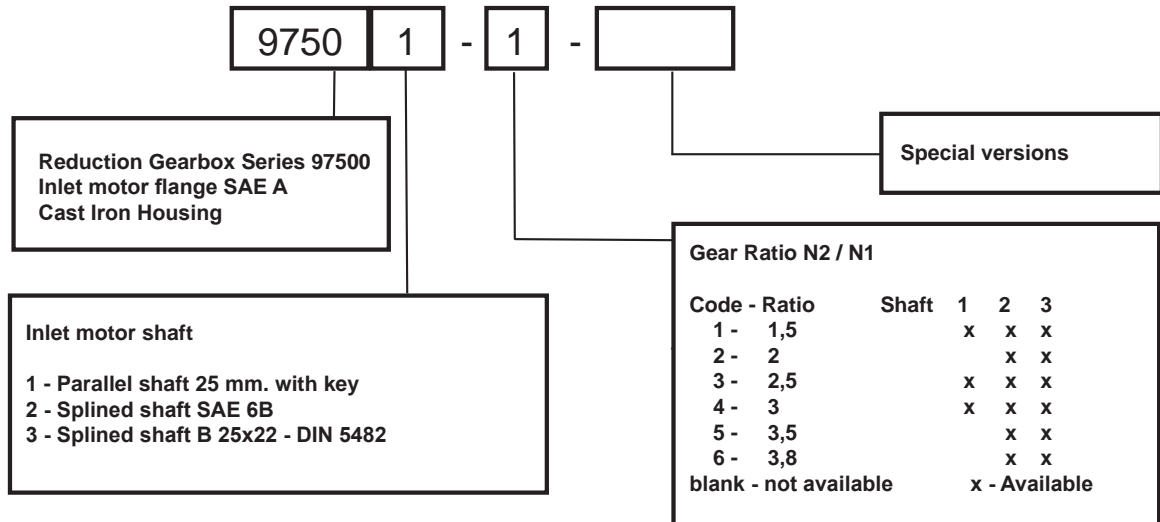 9750 1 - 1 -
Reduction Gearbox Series 97500
Inlet motor flange SAE A
Cast Iron Housing
Special versions
Inlet motor shaft
1 - Parallel shaft 25 mm. with key
2 - Splined shaft SAE 6B
3 - Splined shaft B 25x22 - DIN 5482
Gear Ratio N2 / N1
Code - Ratio Shaft 1 2 3
1 - 1,5 x x x
2 - 2 x x
3 - 2,5 x x x
4 - 3 x x x
5 - 3,5 x x
6 - 3,8 x x
blank - not available x - Available